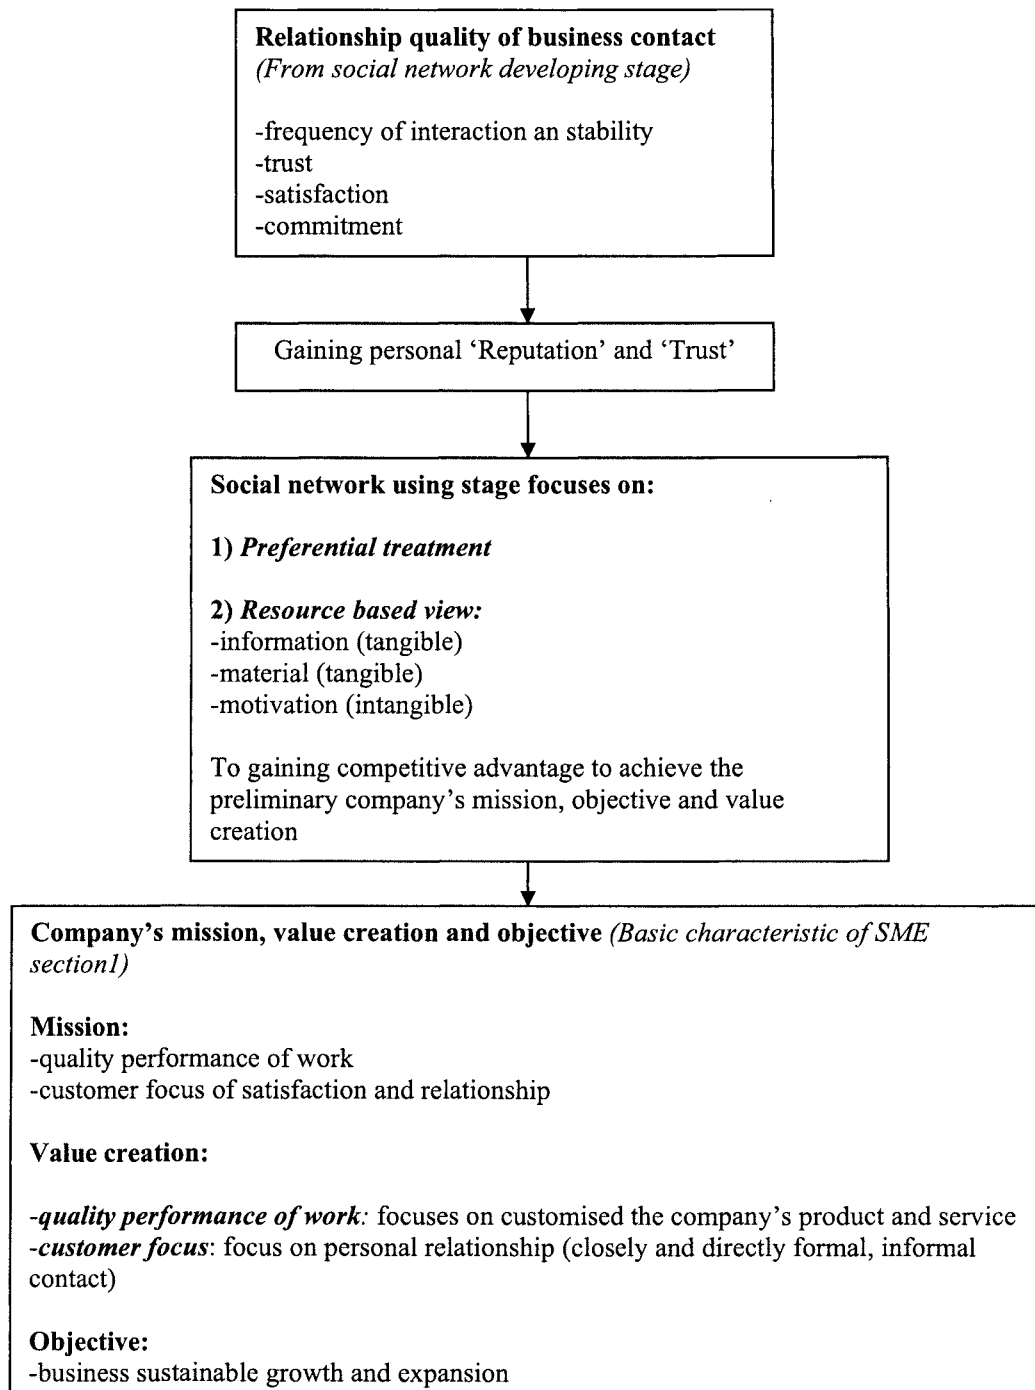 Relationship quality of business contact
(From social network developing stage)
-frequency of interaction an stability
-trust
-satisfaction
-commitment
Gaining personal ‘Reputation’ and ‘Trust’
Social network using stage focuses on:
1) Preferential treatment
2) Resource based view:
-information (tangible)
-material (tangible)
-motivation (intangible)
To gaining competitive advantage to achieve the
preliminary company’s mission, objective and value
creation
Company’s mission, value creation and objective (Basic characteristic of SME
section1)
Mission:
-quality performance of work
-customer focus of satisfaction and relationship
Value creation:
-quality performance of work: focuses on customised the company’s product and service
-customer focus: focus on personal relationship (closely and directly formal, informal
contact)
Objective:
-business sustainable growth and expansion